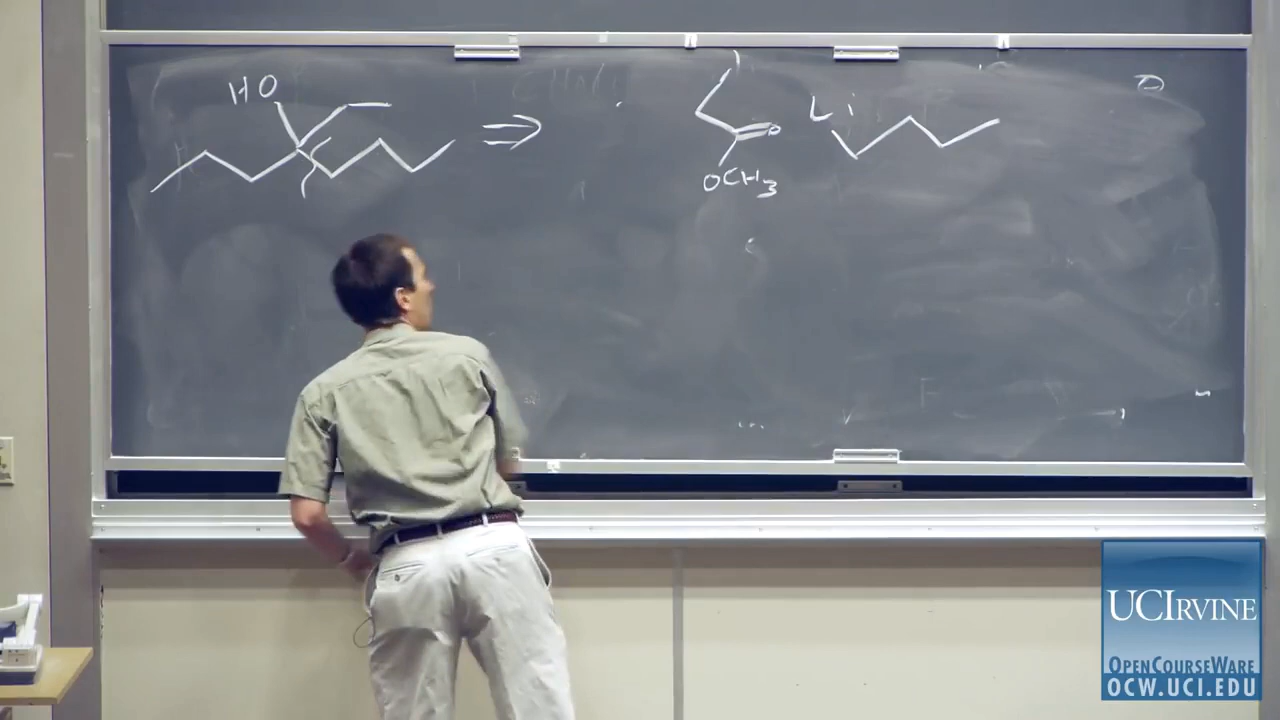 HO
Li
O
OCH3
UCIRVINE
OPENCOURSEWARE
OCW.UCI.EDU